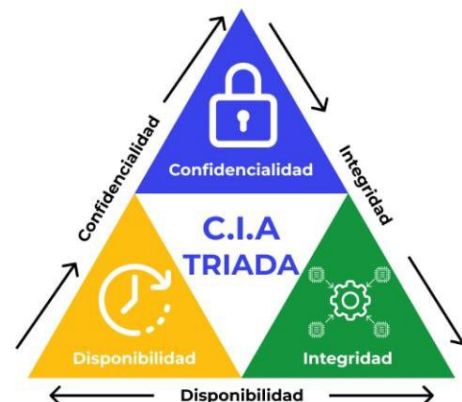 Confidencialidad
Integridad
Confidencialidad
C.I.A
TRIADA
Disponibilidad
Integridad
Disponibilidad